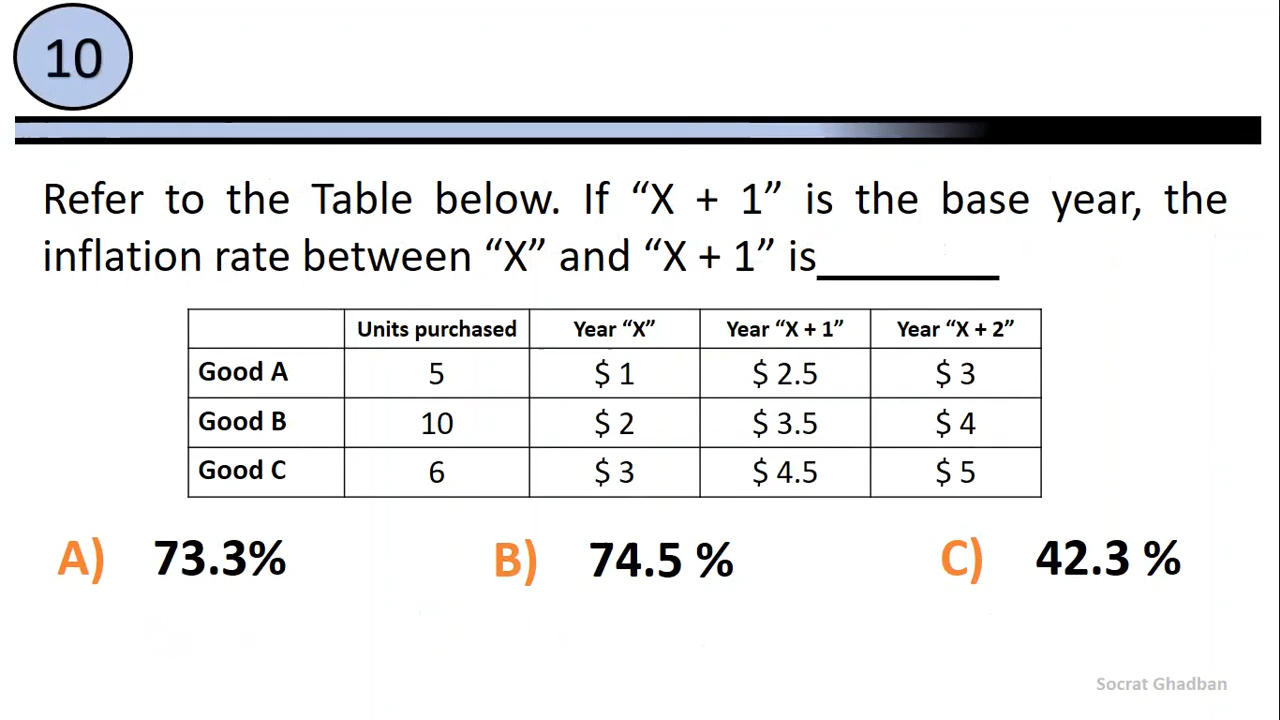 10
Refer to the Table below. If “X + 1” is the base year, the
inflation rate between “X” and “X + 1” is________
Units purchased Year “X” Year “X + 1” Year “X + 2”
Good A 5 $ 1 $ 2.5 $ 3
Good B 10 $ 2 $ 3.5 $ 4
Good C 6 $ 3 $ 4.5 $ 5
A) 73.3% B) 74.5 % C) 42.3 %
Socrat Ghadban